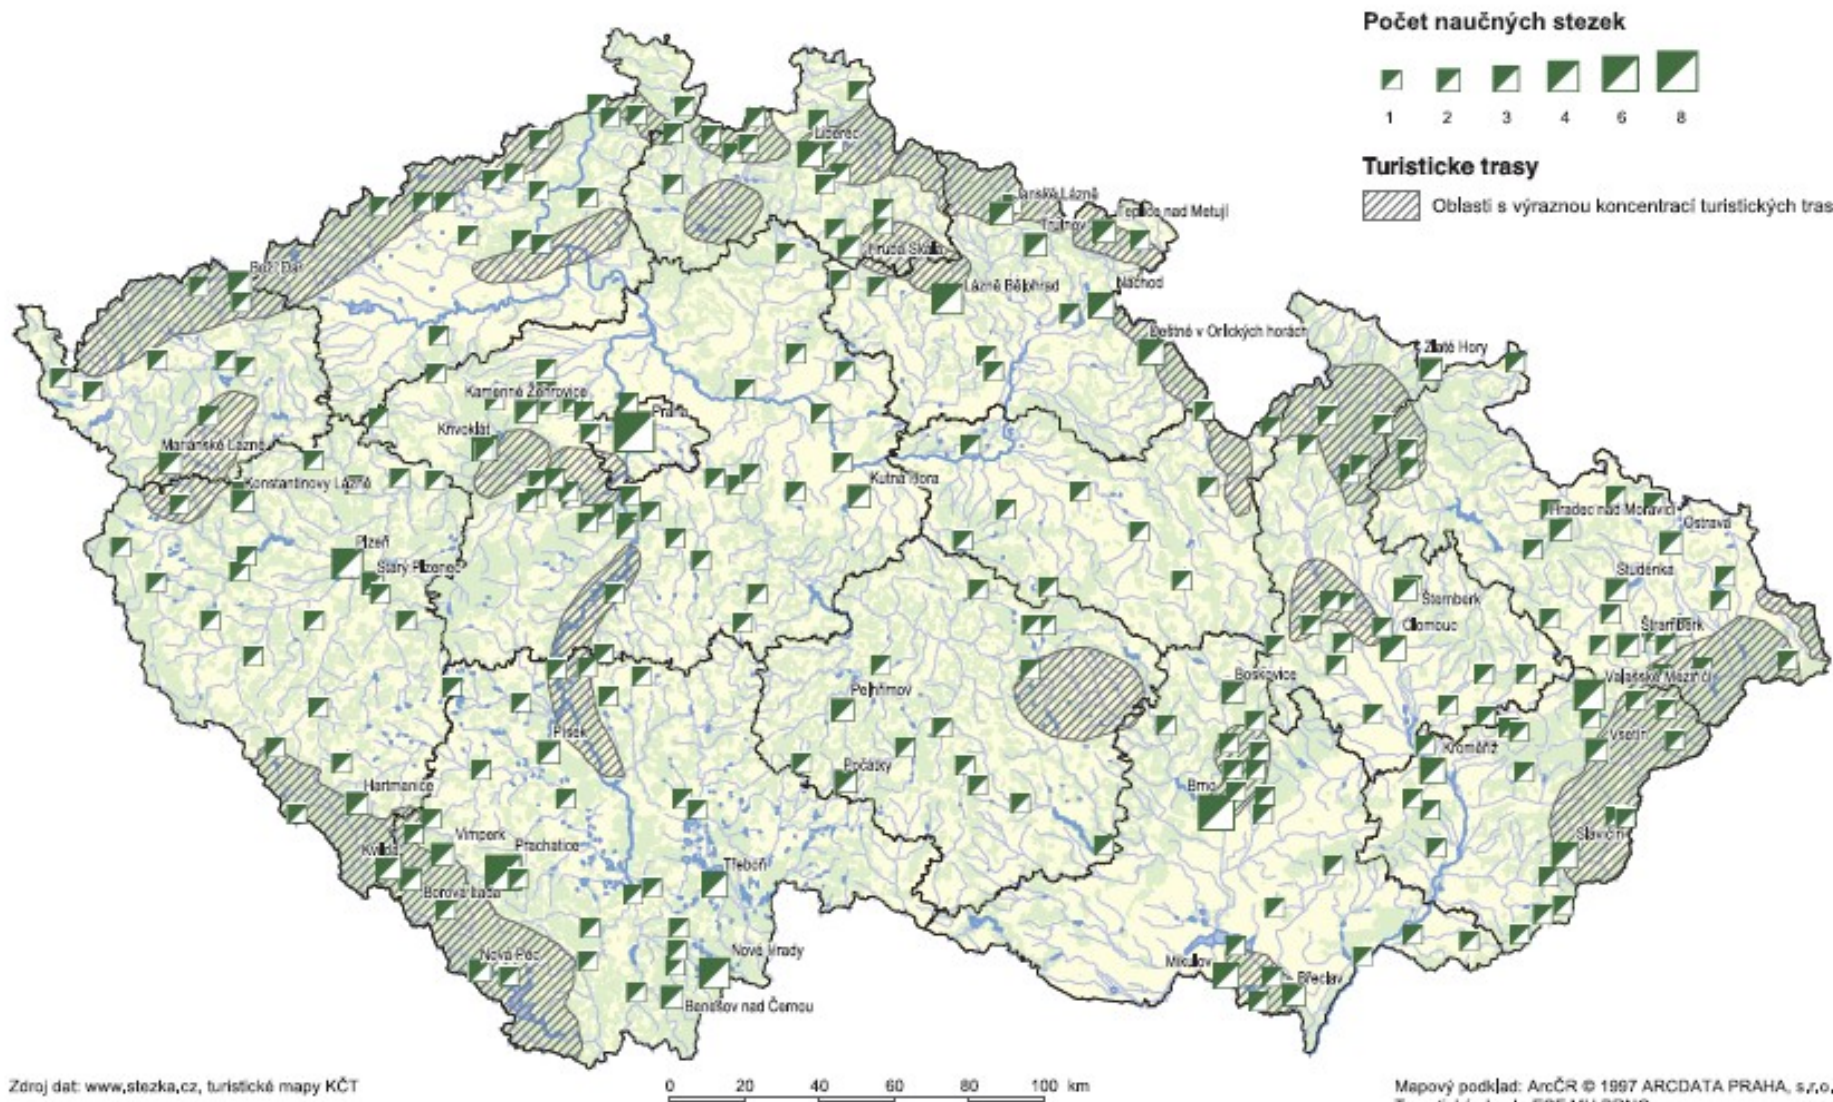 Počet naučných stezek
1 2 3 4 6 8
Turisticke trasy
Oblasti s výraznou koncentrací turistických tras
Liberec
Janské Lázně
Teplice nad Metují
Trutnov
Hrubá Skála
Boží Dar
Lázně Bělohrad
Náchod
Deštné v Orlických horách
Zlaté Hory
Kamenné Žehrovice
Praha
Křivoklát
Mariánské Lázně
Konstantinovy Lázně
Kutná Hora
Hradec nad Moravicí
Ostrava
Plzeň
Starý Plzenec
Studénka
Šternberk
Olomouc
Štramberk
Boskovice
Valašské Meziříčí
Pelhřimov
Písek
Vsetín
Kroměříž
Počátky
Hartmanice
Brno
Vimperk
Prachatice
Slavičín
Kvilda
Třeboň
Borová Lada
Nová Pec
Nové Hrady
Mikulov
Břeclav
Benešov nad Černou
Zdroj dat: www.stezka.cz, turistické mapy KČT
0 20 40 60 80 100 km
Mapový podklad: ArcČR © 1997 ARCDATA PRAHA, s.r.o.